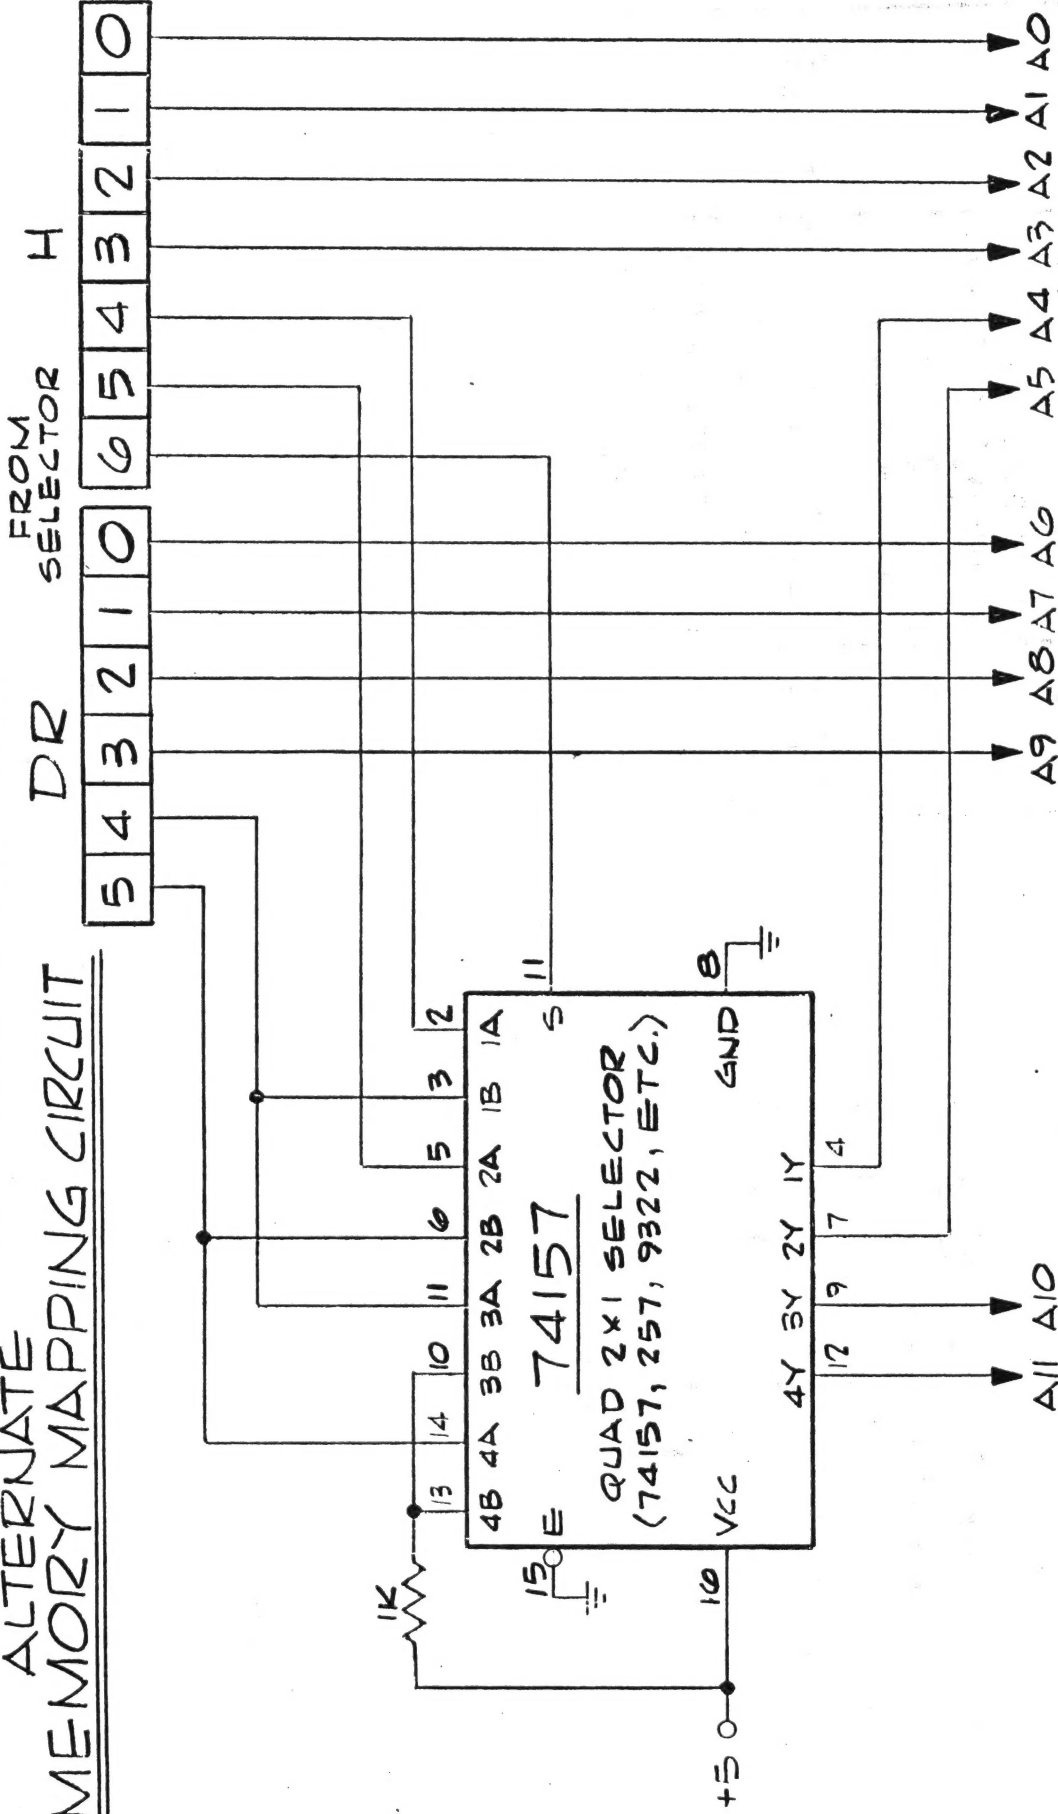 ALTERNATE
MEMORY MAPPING CIRCUIT
DR
FROM
SELECTOR
H
5 4 3 2 1 0
6 5 4 3 2 1 0
1K
13 14 10 11 6 5 3 2
4B 4A 3B 3A 2B 2A 1B 1A
15 E
S 11
74157
QUAD 2X1 SELECTOR
(74157, 257, 9322, ETC.)
+5
16
VCC
GND
8
4Y 3Y 2Y 1Y
12 9 7 4
A11 A10 A9 A8 A7 A6 A5 A4 A3 A2 A1 A0